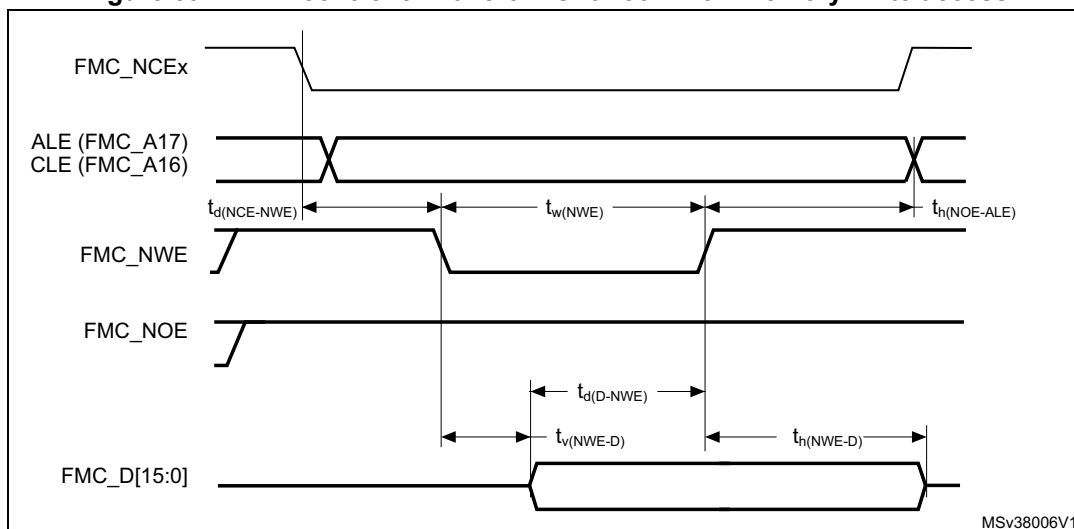 FMC_NCEx
ALE (FMC_A17)
CLE (FMC_A16)
td(NCE-NWE)
tw(NWE)
th(NOE-ALE)
FMC_NWE
FMC_NOE
td(D-NWE)
tv(NWE-D)
th(NWE-D)
FMC_D[15:0]
MSv38006V1